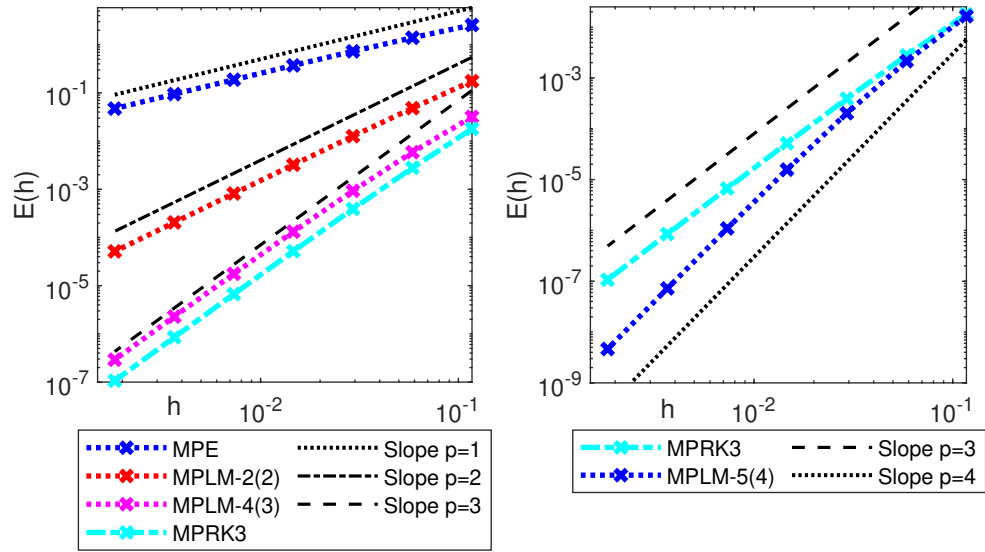 E(h)
10^-1
10^-3
10^-5
10^-7
h
10^-2
10^-1
MPE
MPLM-2(2)
MPLM-4(3)
MPRK3
Slope p=1
Slope p=2
Slope p=3
E(h)
10^-3
10^-5
10^-7
10^-9
h
10^-2
10^-1
MPRK3
MPLM-5(4)
Slope p=3
Slope p=4